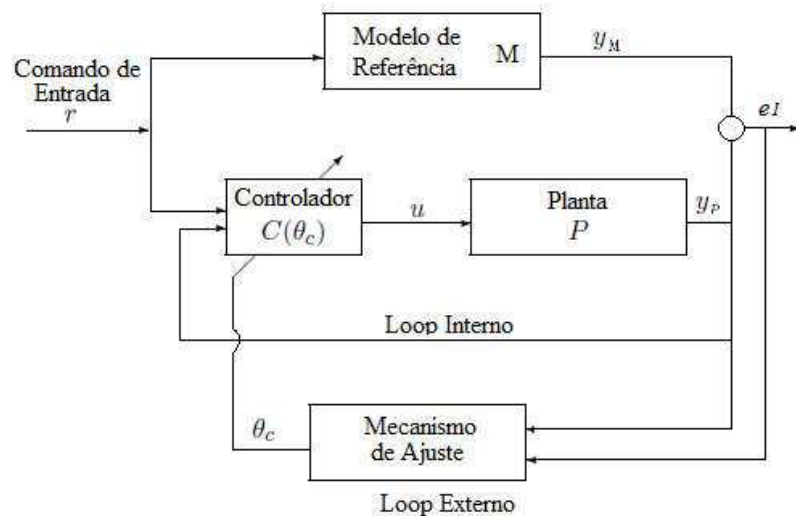 Modelo de
Referência M
y_M
Comando de
Entrada
r
e1
Controlador
C(θ_c)
u
Planta
P
y_P
Loop Interno
θ_c
Mecanismo
de Ajuste
Loop Externo